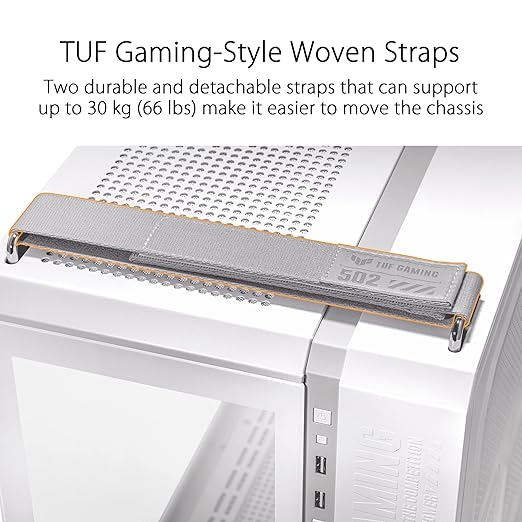 TUF Gaming-Style Woven Straps
Two durable and detachable straps that can support
up to 30 kg (66 lbs) make it easier to move the chassis
TUF GAMING
502
GAMING